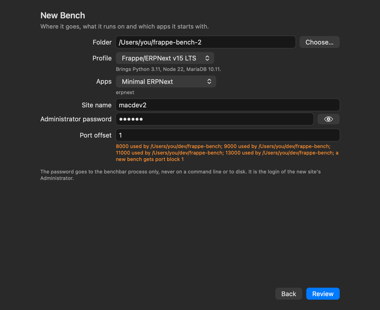 New Bench
Where it goes, what it runs on and which apps it starts with.
Folder /Users/you/frappe-bench-2 Choose...
Profile Frappe/ERPNext v15 LTS
Brings Python 3.11, Node 22, MariaDB 10.11.
Apps Minimal ERPNext
erpnext
Site name macdev2
Administrator password ••••••
Port offset 1
8000 used by /Users/you/dev/frappe-bench; 9000 used by /Users/you/dev/frappe-bench;
11000 used by /Users/you/dev/frappe-bench; 13000 used by /Users/you/dev/frappe-bench; a
new bench gets port block 1
The password goes to the benchbar process only, never on a command line or to disk. It is the login of the new site's
Administrator.
Back Review